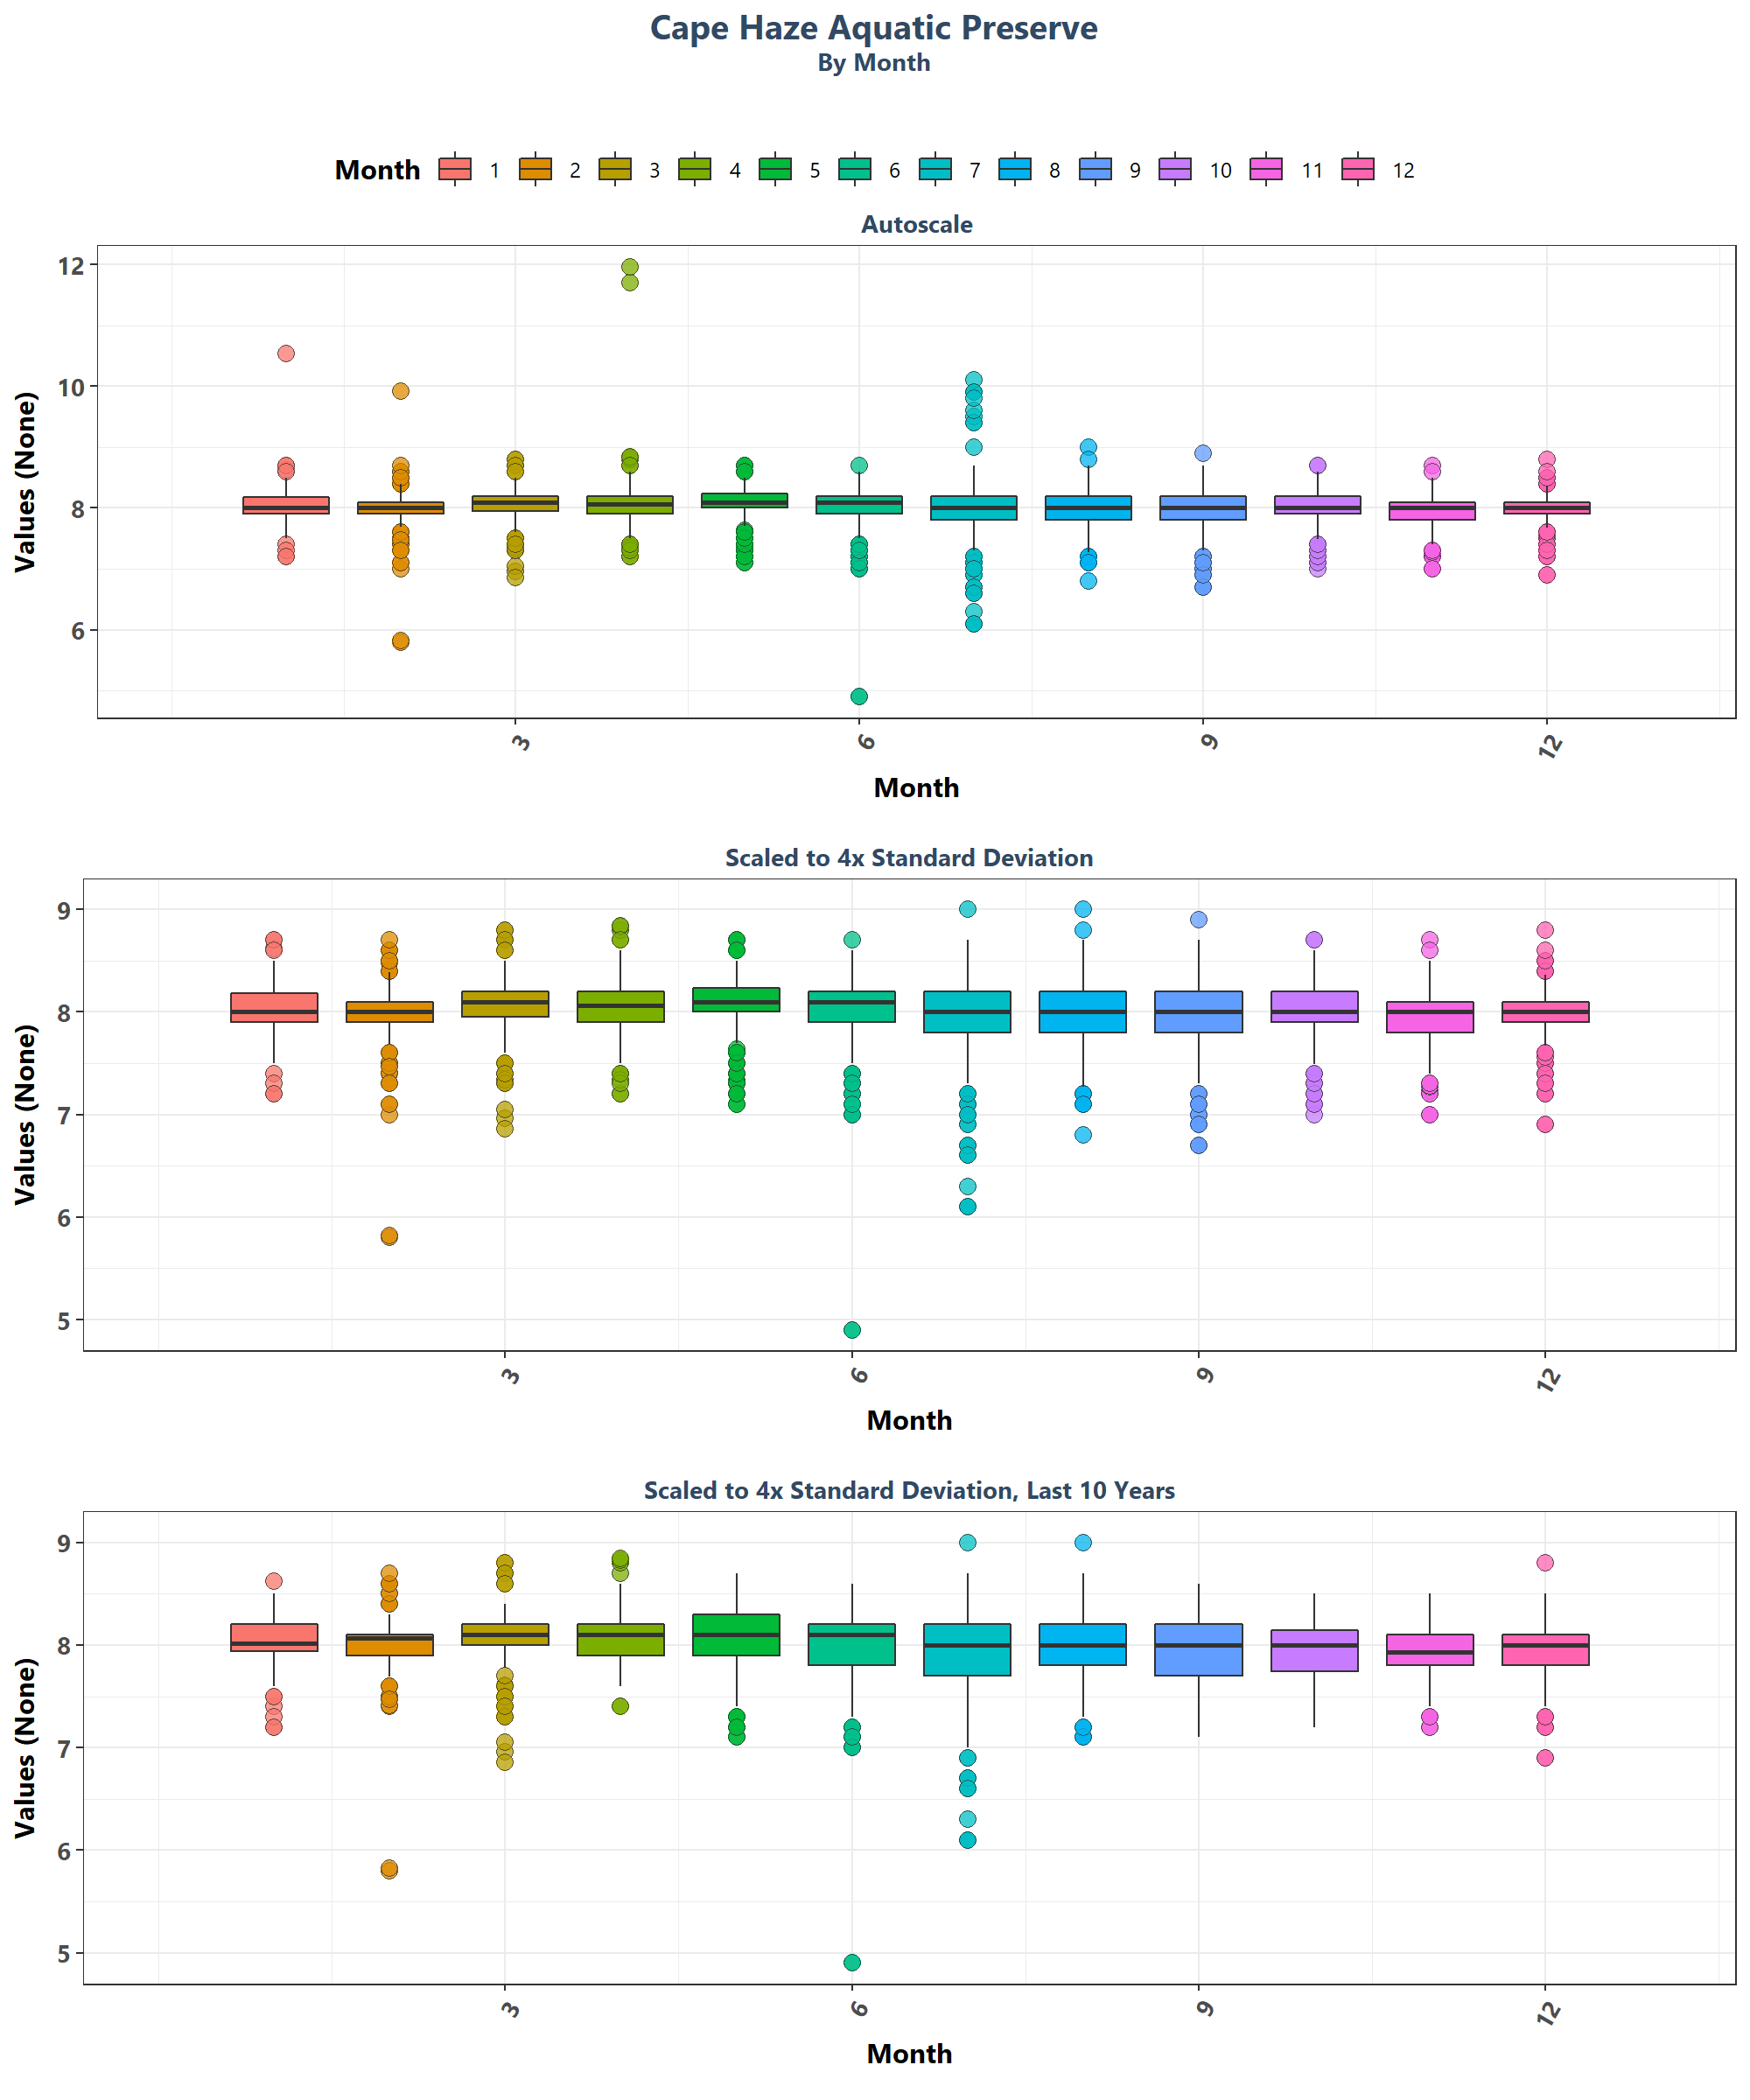 Cape Haze Aquatic Preserve
By Month
Month 1 2 3 4 5 6 7 8 9 10 11 12
Autoscale
Values (None)
12
10
8
6
3 6 9 12
Month
Scaled to 4x Standard Deviation
Values (None)
9
8
7
6
5
3 6 9 12
Month
Scaled to 4x Standard Deviation, Last 10 Years
Values (None)
9
8
7
6
5
3 6 9 12
Month